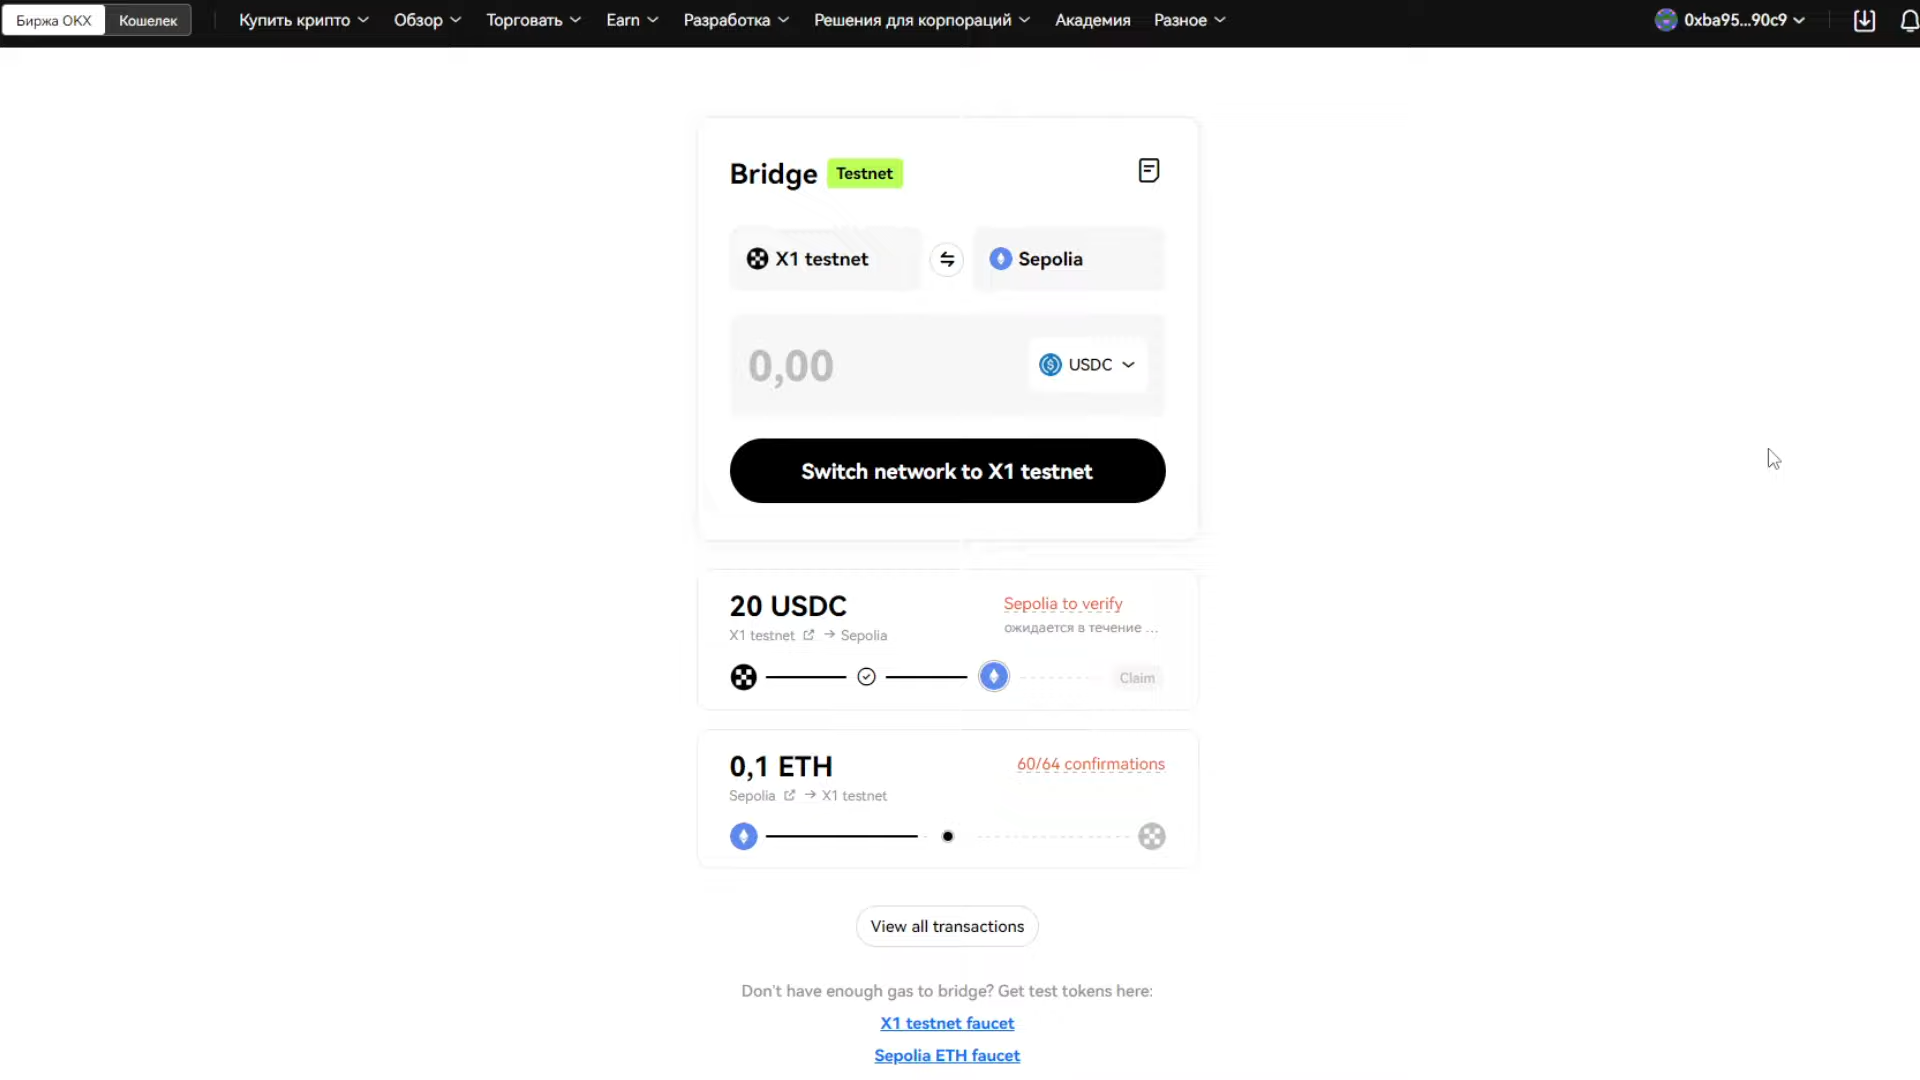 Биржа OKX Кошелек Купить крипто Обзор Торговать Earn Разработка Решения для корпораций Академия Разное 0xba95...90c9
Bridge Testnet
X1 testnet Sepolia
0,00 USDC
Switch network to X1 testnet
20 USDC Sepolia to verify
X1 testnet → Sepolia ожидается в течение ...
Claim
0,1 ETH 60/64 confirmations
Sepolia → X1 testnet
View all transactions
Don't have enough gas to bridge? Get test tokens here:
X1 testnet faucet
Sepolia ETH faucet